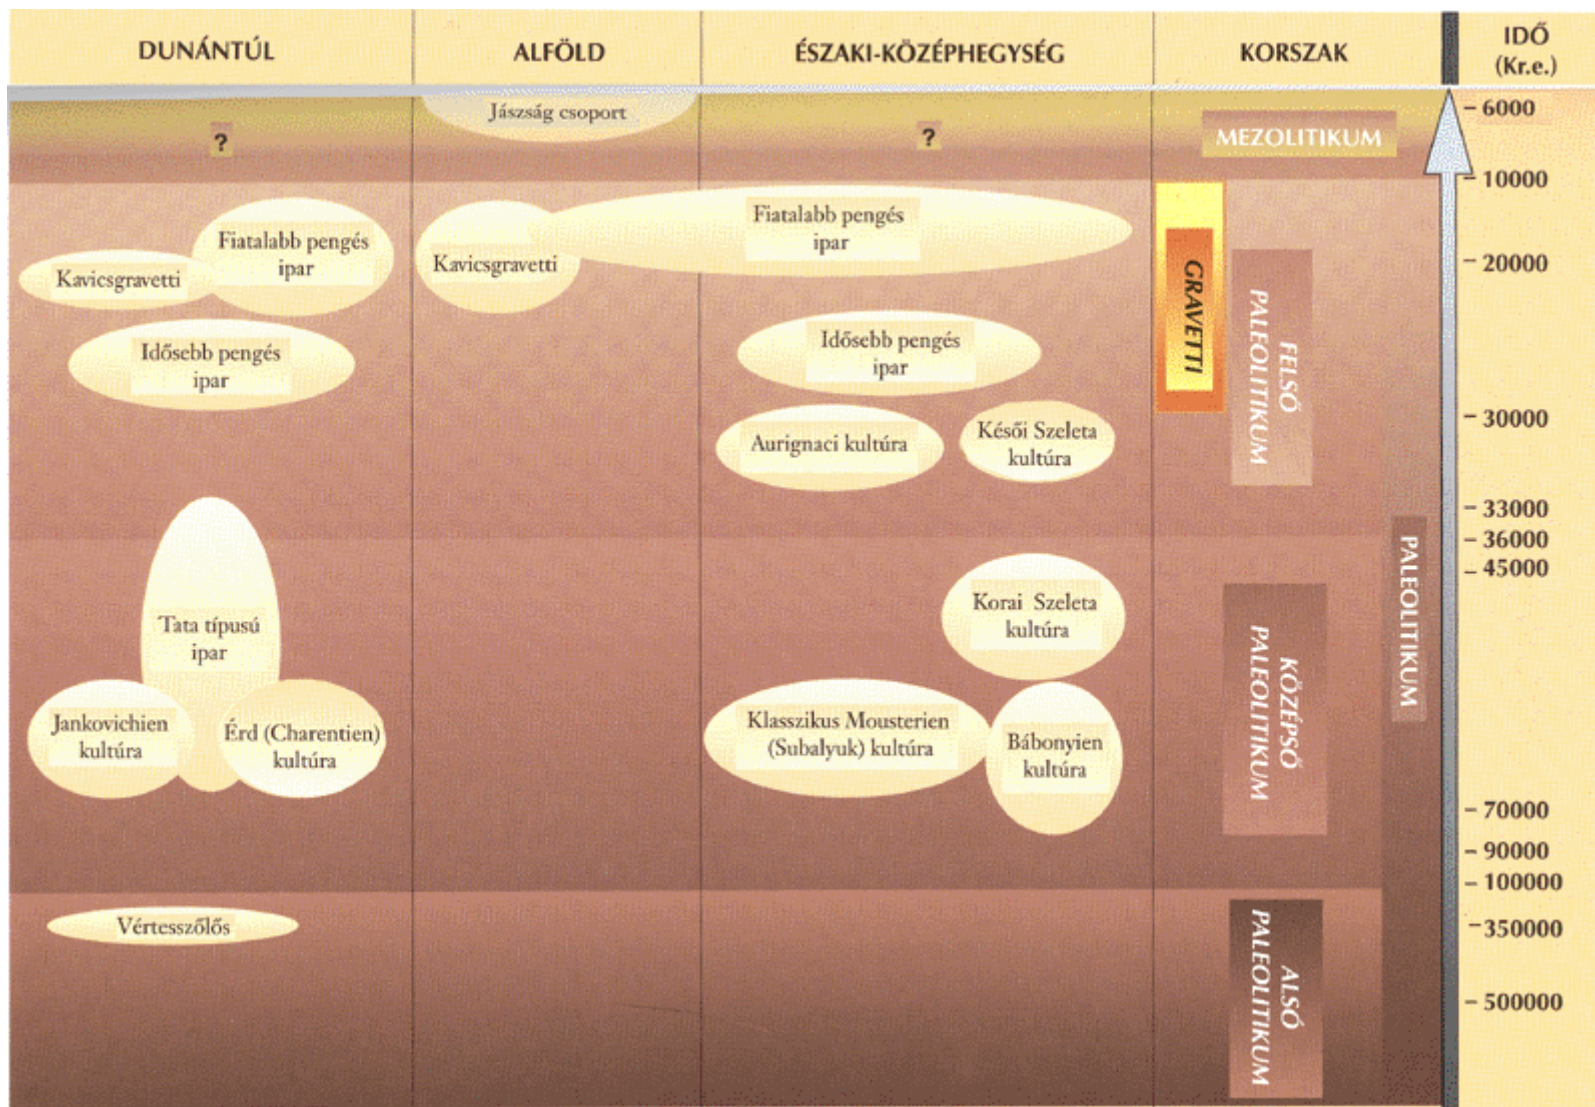 DUNÁNTÚL
ALFÖLD
ÉSZAKI-KÖZÉPHEGYSÉG
KORSZAK
IDŐ
(Kr.e.)
Jászság csoport
?
?
MEZOLITIKUM
6000
10000
Fiatalabb pengés
ipar
Kavicsgravetti
Kavicsgravetti
Fiatalabb pengés
ipar
GRAVETTI
FELSŐ
PALEOLITIKUM
20000
Idősebb pengés
ipar
Idősebb pengés
ipar
30000
Aurignaci kultúra
Késői Szeleta
kultúra
33000
36000
45000
PALEOLITIKUM
Tata típusú
ipar
Korai Szeleta
kultúra
KÖZÉPSŐ
PALEOLITIKUM
Jankovichien
kultúra
Érd (Charentien)
kultúra
Klasszikus Mousterien
(Subalyuk) kultúra
Bábonyien
kultúra
70000
90000
100000
Vértesszőlős
350000
ALSÓ
PALEOLITIKUM
500000